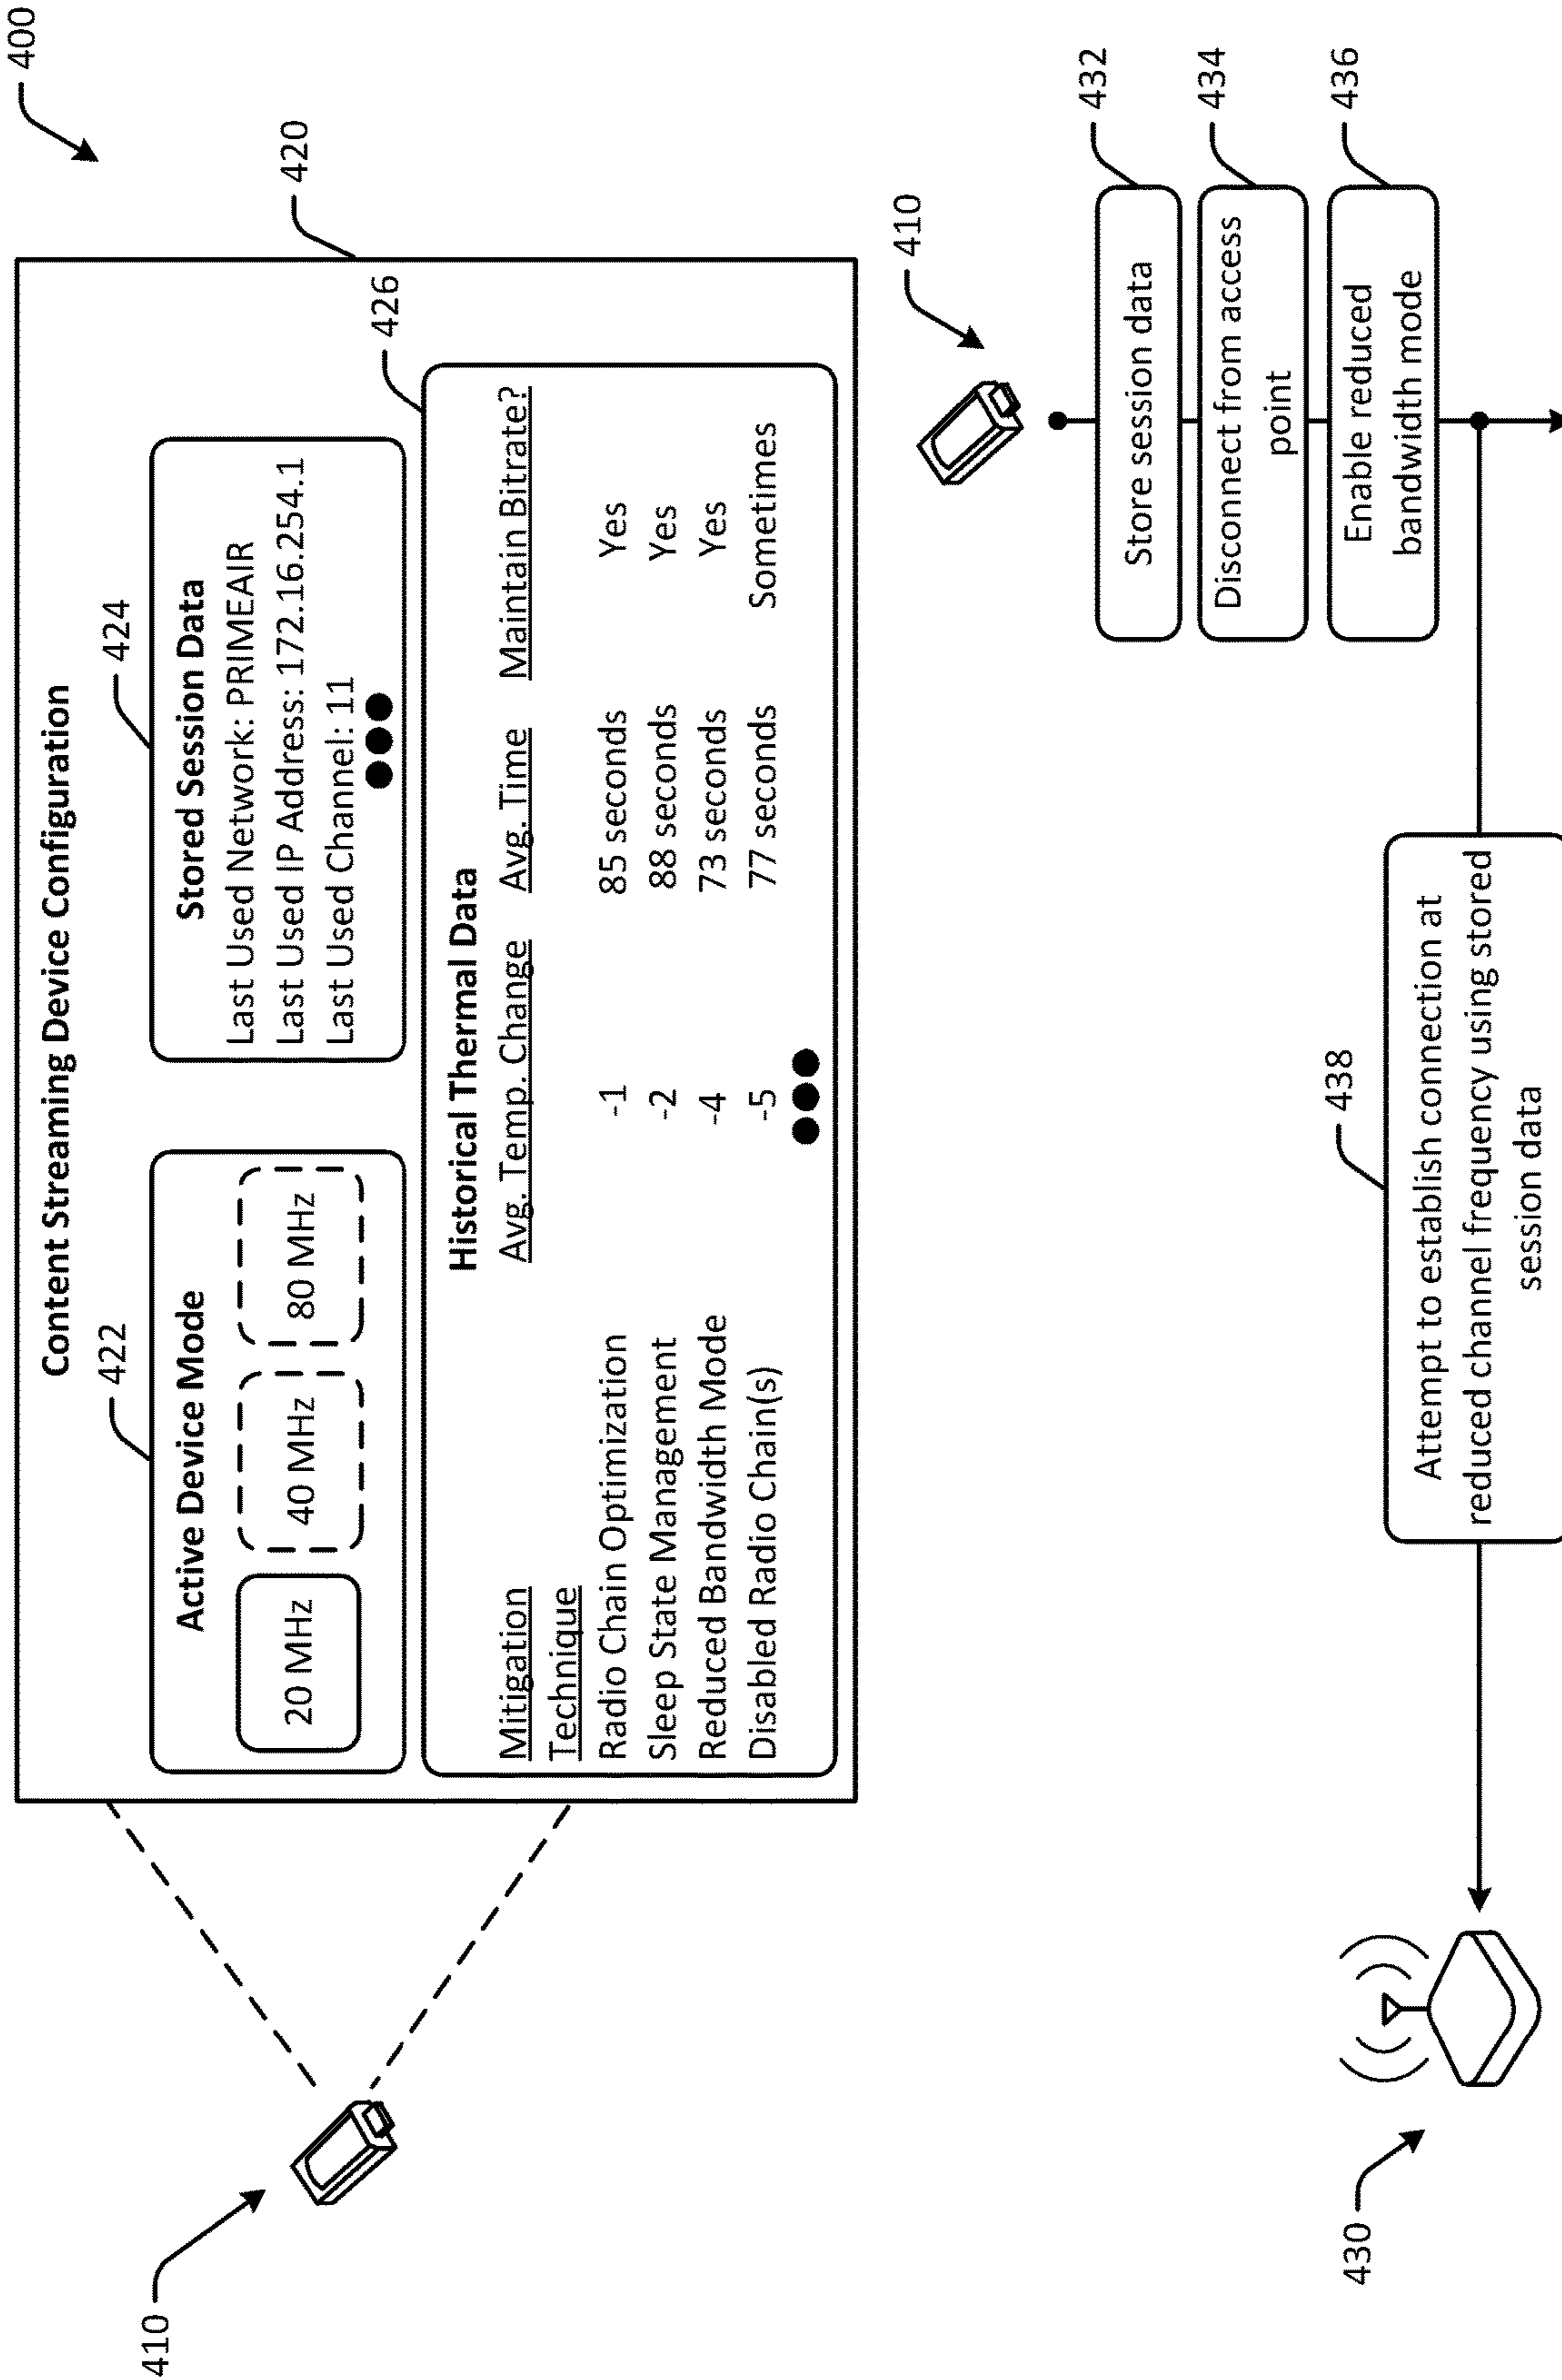 400
Content Streaming Device Configuration
420
422
Active Device Mode
20 MHz
40 MHz
80 MHz
424
Stored Session Data
Last Used Network: PRIMEAIR
Last Used IP Address: 172.16.254.1
Last Used Channel: 11
426
Historical Thermal Data
Mitigation
Technique
Avg. Temp. Change
Avg. Time
Maintain Bitrate?
Radio Chain Optimization -1 85 seconds Yes
Sleep State Management -2 88 seconds Yes
Reduced Bandwidth Mode -4 73 seconds Yes
Disabled Radio Chain(s) -5 77 seconds Sometimes
410
410
Store session data
432
Disconnect from access
point
434
Enable reduced
bandwidth mode
436
438
Attempt to establish connection at
reduced channel frequency using stored
session data
430